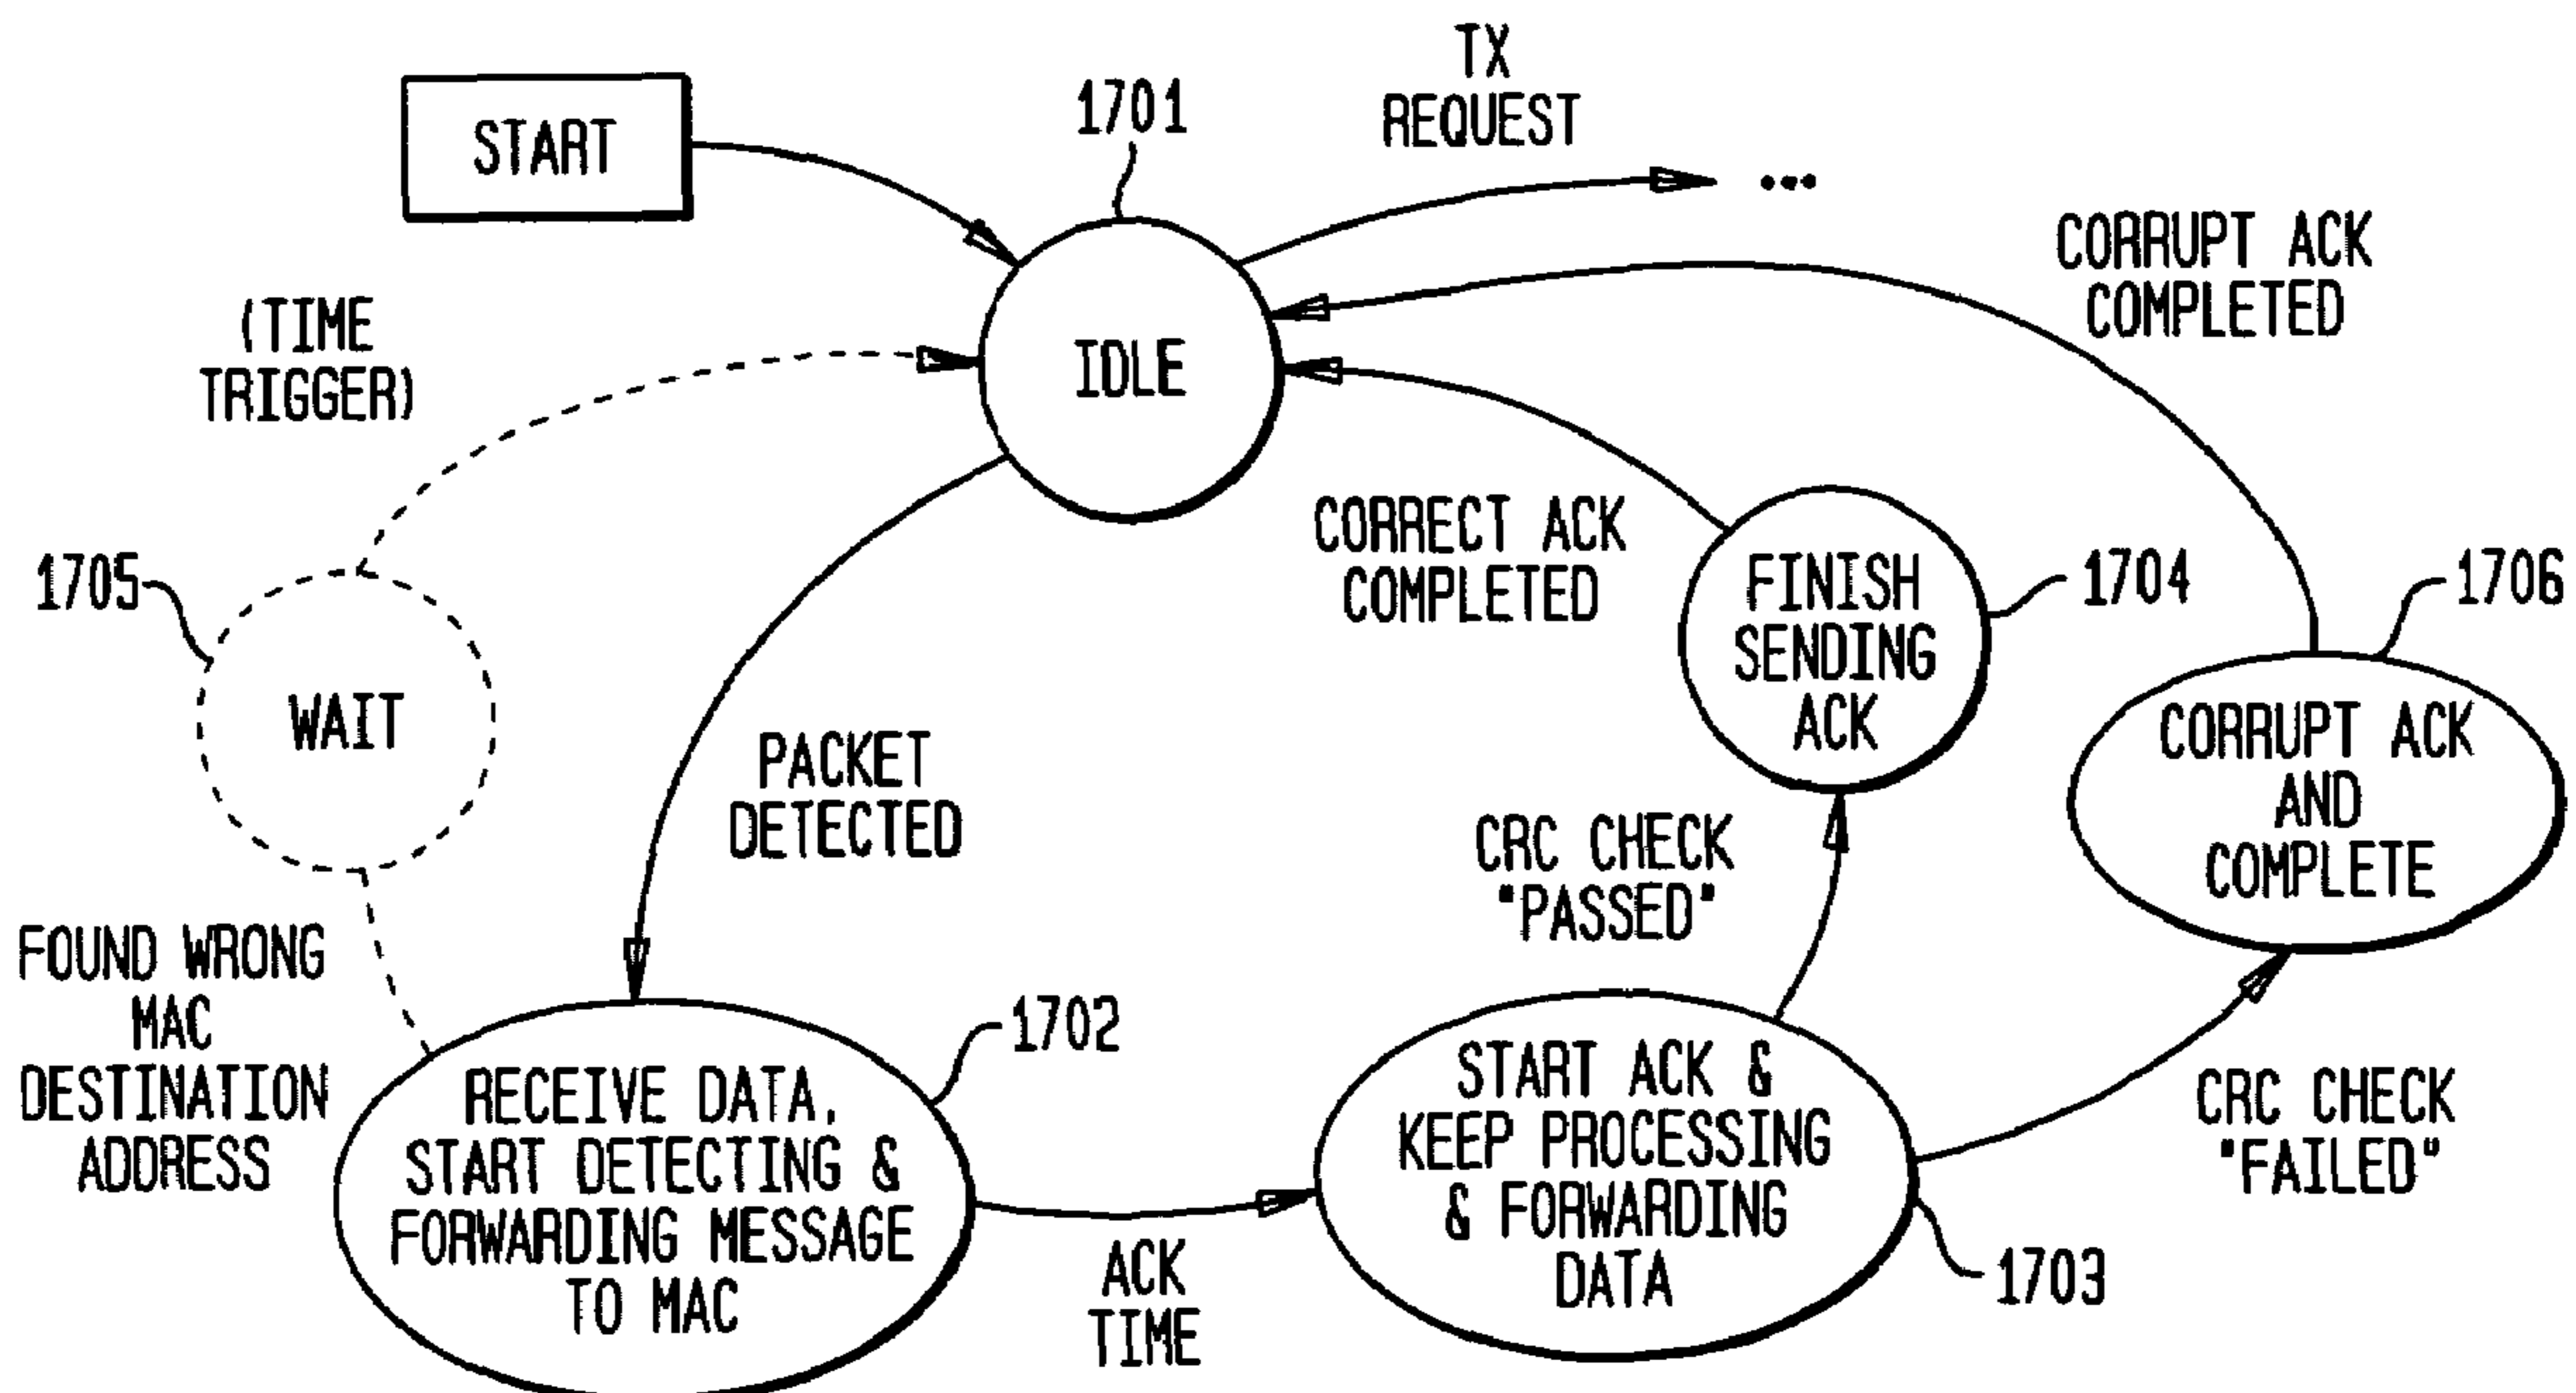 START
1701
TX
REQUEST
...
CORRUPT ACK
COMPLETED
(TIME
TRIGGER)
IDLE
1705
WAIT
CORRECT ACK
COMPLETED
FINISH
SENDING
ACK
1704
1706
CORRUPT ACK
AND
COMPLETE
PACKET
DETECTED
CRC CHECK
"PASSED"
FOUND WRONG
MAC
DESTINATION
ADDRESS
1702
RECEIVE DATA,
START DETECTING &
FORWARDING MESSAGE
TO MAC
ACK
TIME
START ACK &
KEEP PROCESSING
& FORWARDING
DATA
1703
CRC CHECK
"FAILED"